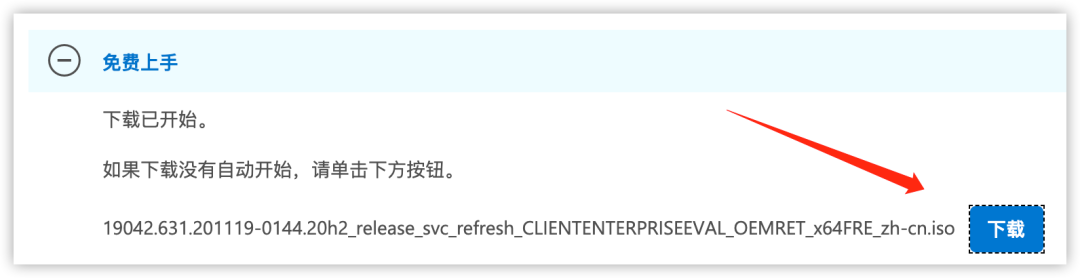 免费上手
下载已开始。
如果下载没有自动开始，请单击下方按钮。
19042.631.201119-0144.20h2_release_svc_refresh_CLIENTENTERPRISEEVAL_OEMRET_x64FRE_zh-cn.iso 下载